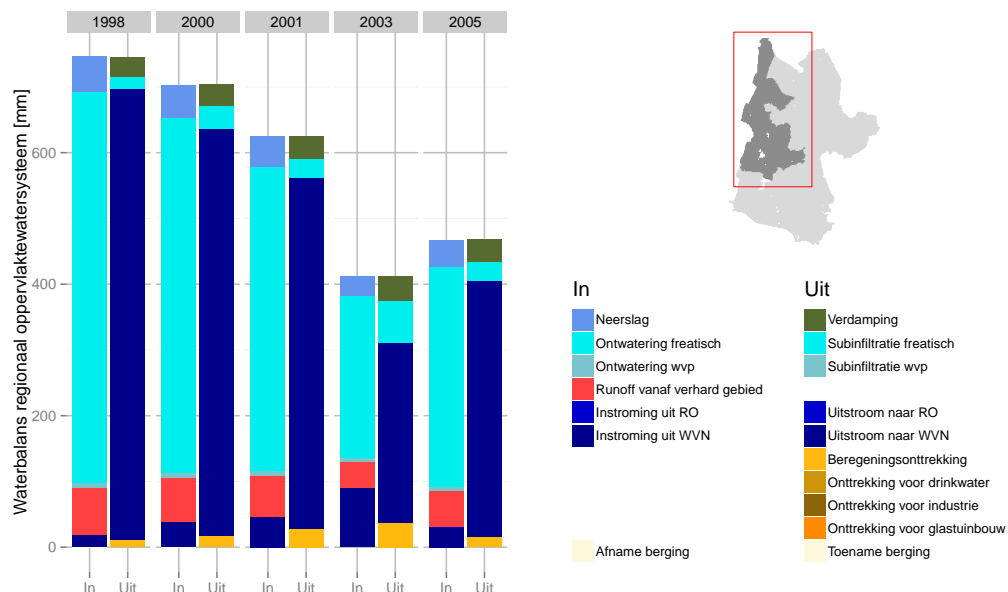 1998 2000 2001 2003 2005
Waterbalans regionaal oppervlaktewatersysteem [mm]
600
400
200
0
In Uit In Uit In Uit In Uit In Uit
In
Neerslag
Ontwatering freatisch
Ontwatering wvp
Runoff vanaf verhard gebied
Instroming uit RO
Instroming uit WVN
Afname berging
Uit
Verdamping
Subinfiltratie freatisch
Subinfiltratie wvp
Uitstroom naar RO
Uitstroom naar WVN
Beregeningsonttrekking
Onttrekking voor drinkwater
Onttrekking voor industrie
Onttrekking voor glastuinbouw
Toename berging